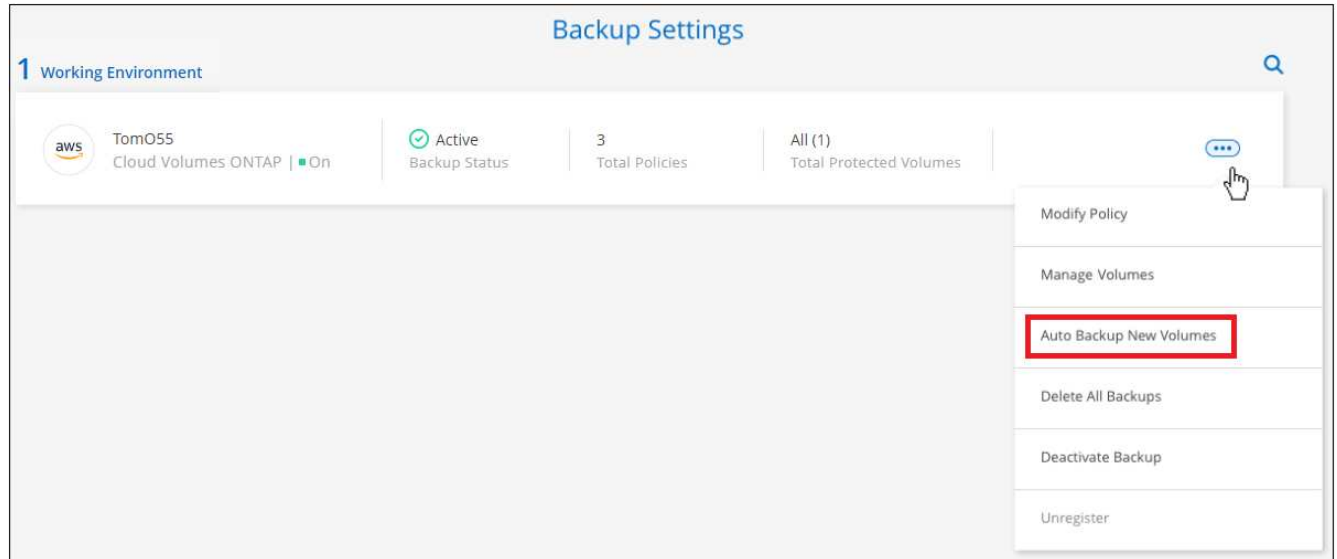 Backup Settings
1 Working Environment
aws
TomO55
Cloud Volumes ONTAP | On
Active
Backup Status
3
Total Policies
All (1)
Total Protected Volumes
Modify Policy
Manage Volumes
Auto Backup New Volumes
Delete All Backups
Deactivate Backup
Unregister